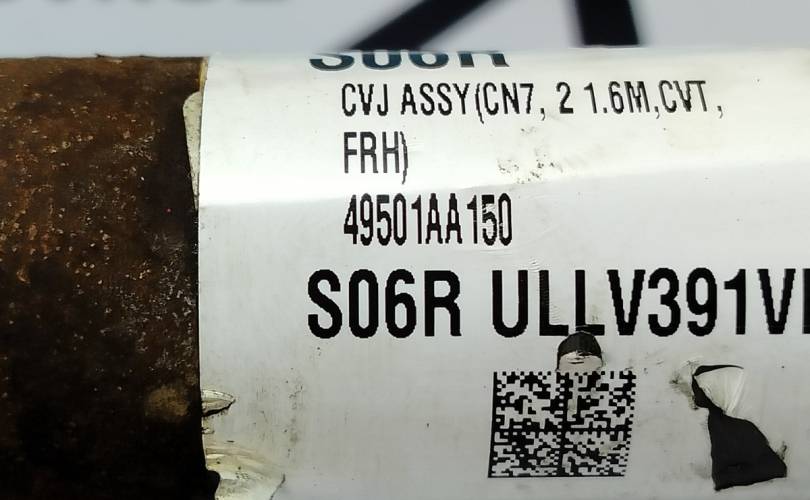 S06R
CVJ ASSY(CN7, 2 1.6M,CVT,
FRH)
49501AA150
S06R ULLV391V